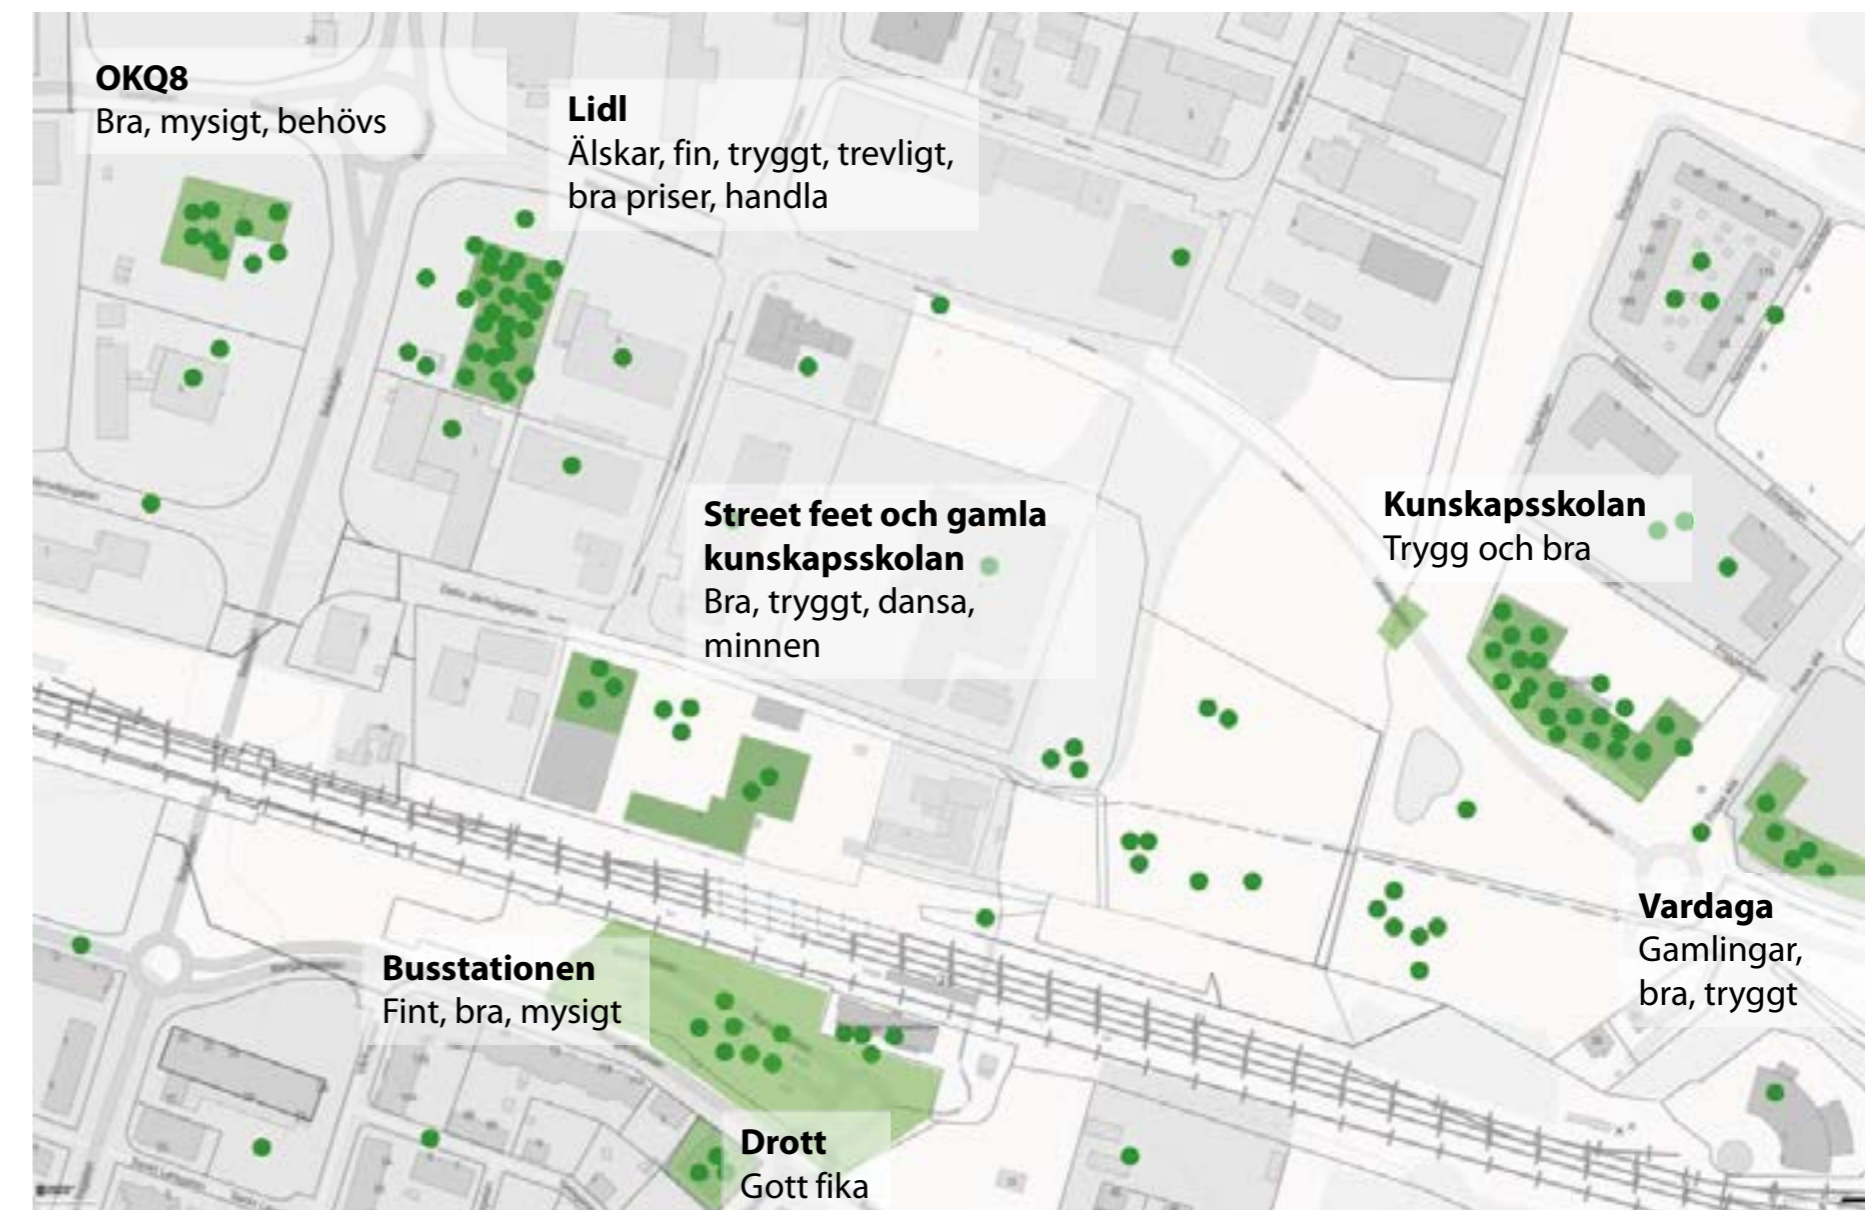 OKQ8
Bra, mysigt, behövs
Lidl
Älskar, fin, tryggt, trevligt,
bra priser, handla
Street feet och gamla
kunskapsskolan
Bra, tryggt, dansa,
minnen
Kunskapsskolan
Trygg och bra
Vardaga
Gamlingar,
bra, tryggt
Busstationen
Fint, bra, mysigt
Drott
Gott fika